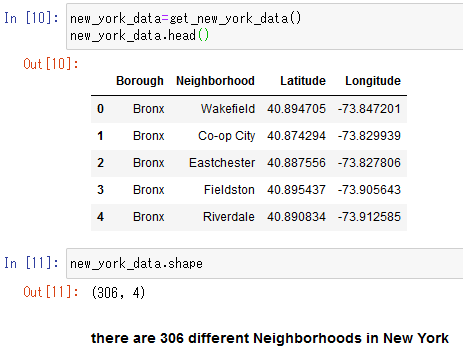 In [10]: new_york_data=get_new_york_data()
new_york_data.head()
Out[10]:
Borough Neighborhood Latitude Longitude
0 Bronx Wakefield 40.894705 -73.847201
1 Bronx Co-op City 40.874294 -73.829939
2 Bronx Eastchester 40.887556 -73.827806
3 Bronx Fieldston 40.895437 -73.905643
4 Bronx Riverdale 40.890834 -73.912585
In [11]: new_york_data.shape
Out[11]: (306, 4)
there are 306 different Neighborhoods in New York